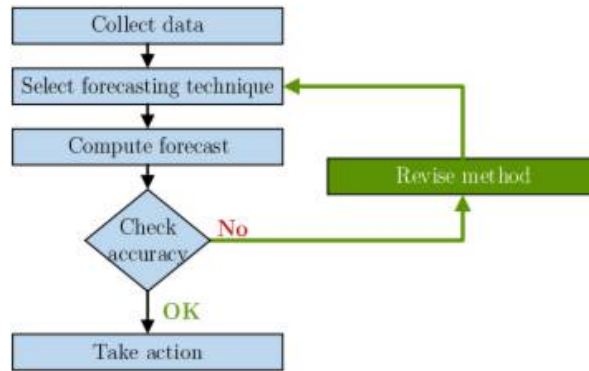 Collect data
Select forecasting technique
Compute forecast
Revise method
Check
accuracy
No
OK
Take action